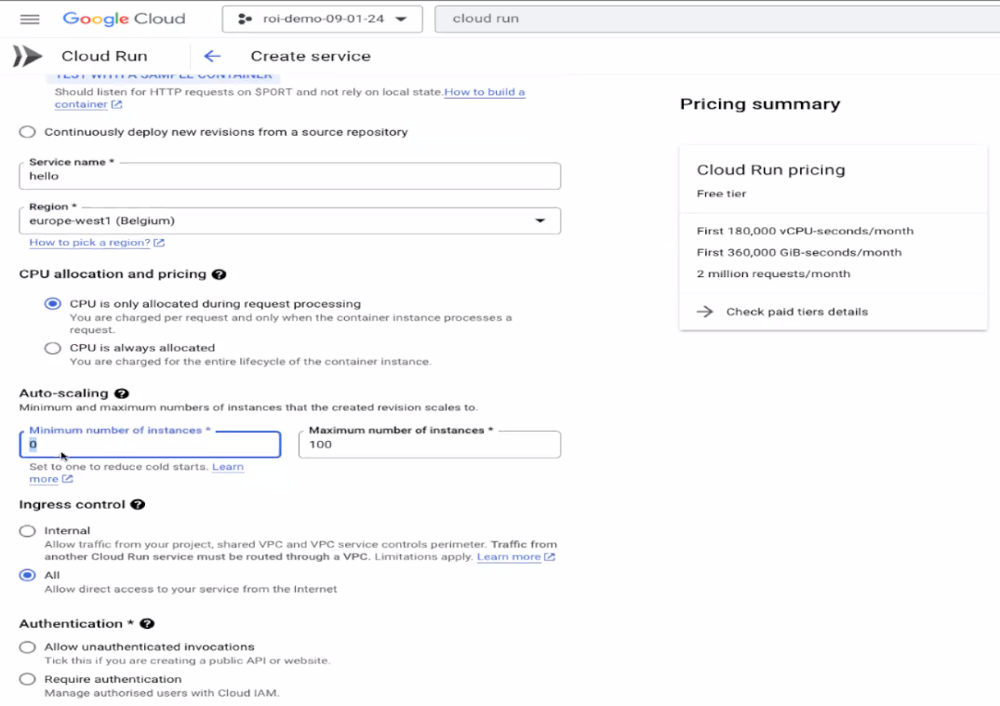 Google Cloud
roi-demo-09-01-24
cloud run
Cloud Run
Create service
TEST WITH A SAMPLE CONTAINER
Should listen for HTTP requests on $PORT and not rely on local state.How to build a
container
Continuously deploy new revisions from a source repository
Service name *
hello
Region *
europe-west1 (Belgium)
How to pick a region?
CPU allocation and pricing
CPU is only allocated during request processing
You are charged per request and only when the container instance processes a
request.
CPU is always allocated
You are charged for the entire lifecycle of the container instance.
Auto-scaling
Minimum and maximum numbers of instances that the created revision scales to.
Minimum number of instances *
0
Maximum number of instances *
100
Set to one to reduce cold starts. Learn
more
Ingress control
Internal
Allow traffic from your project, shared VPC and VPC service controls perimeter. Traffic from
another Cloud Run service must be routed through a VPC. Limitations apply. Learn more
All
Allow direct access to your service from the Internet
Authentication *
Allow unauthenticated invocations
Tick this if you are creating a public API or website.
Require authentication
Manage authorised users with Cloud IAM.
Pricing summary
Cloud Run pricing
Free tier
First 180,000 vCPU-seconds/month
First 360,000 GiB-seconds/month
2 million requests/month
Check paid tiers details